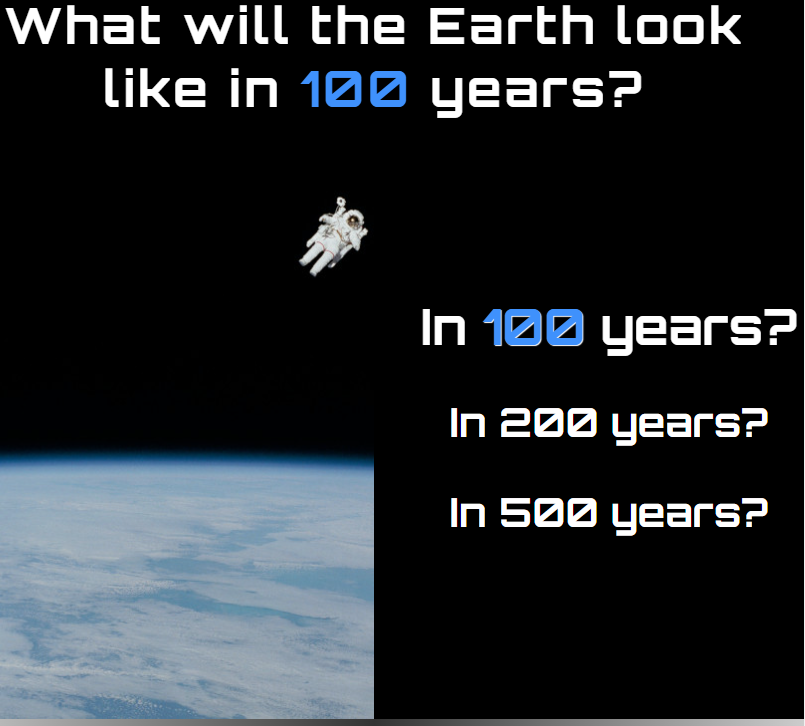 What will the Earth look
like in 100 years?
In 100 years?
In 200 years?
In 500 years?